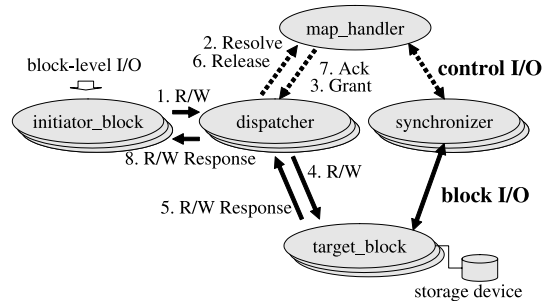 map_handler
2. Resolve
6. Release
7. Ack
3. Grant
control I/O
block-level I/O
1. R/W
initiator_block
dispatcher
synchronizer
8. R/W Response
4. R/W
5. R/W Response
block I/O
target_block
storage device